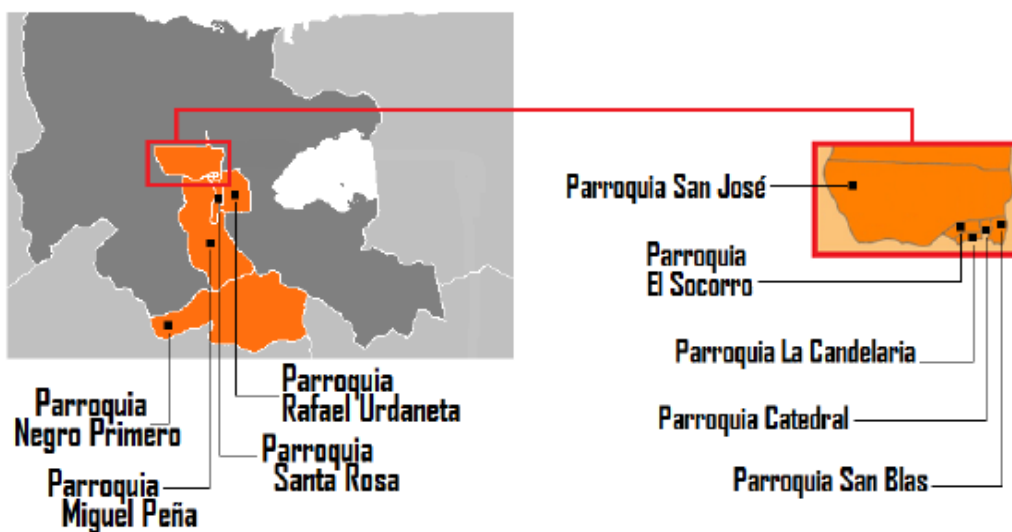 Parroquia San José
Parroquia
El Socorro
Parroquia La Candelaria
Parroquia
Rafael Urdaneta
Parroquia
Negro Primero
Parroquia Catedral
Parroquia
Santa Rosa
Parroquia
Miguel Peña
Parroquia San Blas